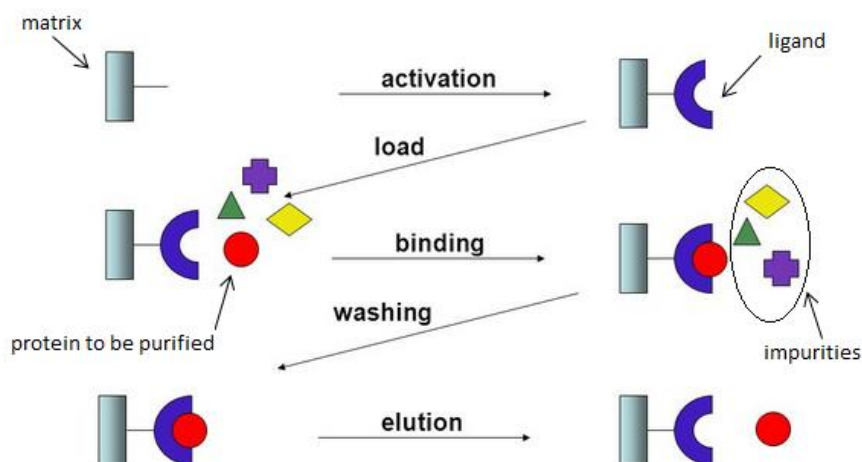 matrix
ligand
activation
load
binding
washing
protein to be purified
impurities
elution